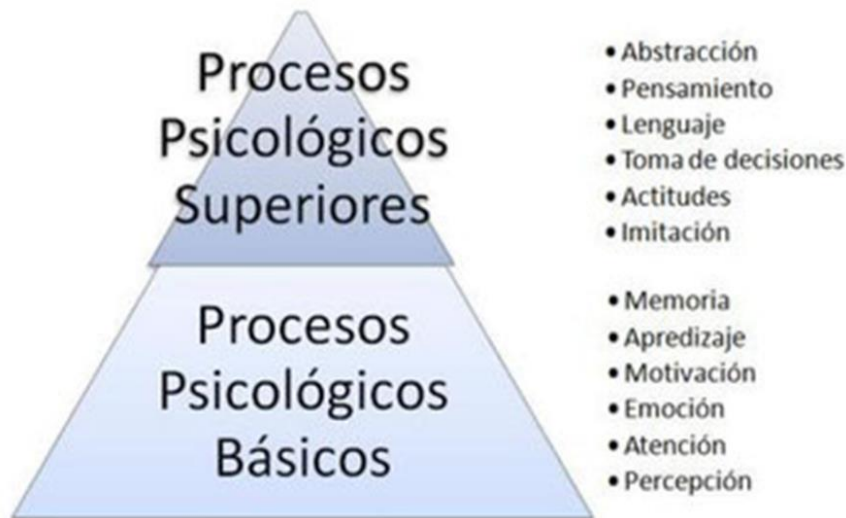 Procesos
Psicológicos
Superiores
• Abstracción
• Pensamiento
• Lenguaje
• Toma de decisiones
• Actitudes
• Imitación
Procesos
Psicológicos
Básicos
• Memoria
• Apredizaje
• Motivación
• Emoción
• Atención
• Percepción